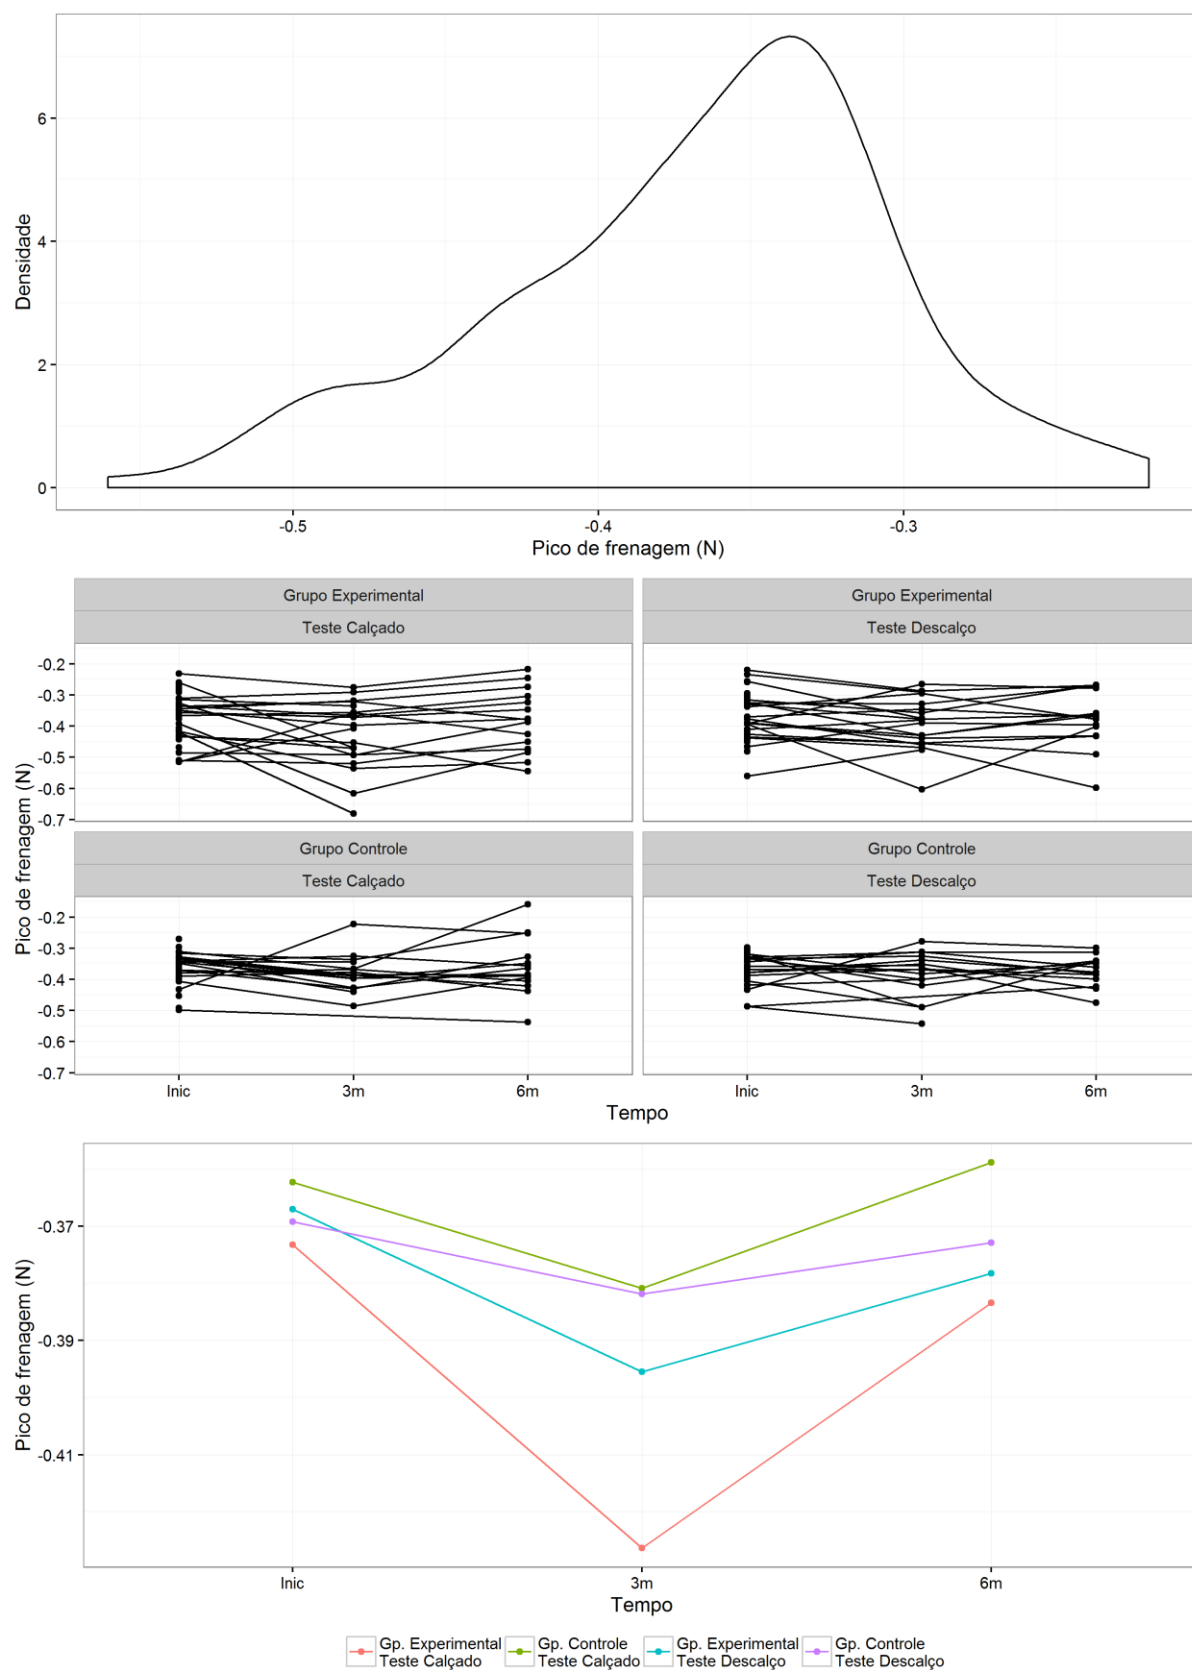 6
4
2
0
Densidade
-0.5
-0.4
-0.3
Pico de frenagem (N)
Grupo Experimental
Grupo Experimental
Teste Calçado
Teste Descalço
-0.2
-0.3
-0.4
-0.5
-0.6
-0.7
Pico de frenagem (N)
Grupo Controle
Grupo Controle
Teste Calçado
Teste Descalço
-0.2
-0.3
-0.4
-0.5
-0.6
-0.7
Inic
3m
6m
Inic
3m
6m
Tempo
-0.37
-0.39
-0.41
Pico de frenagem (N)
Inic
3m
6m
Tempo
Gp. Experimental
Teste Calçado
Gp. Controle
Teste Calçado
Gp. Experimental
Teste Descalço
Gp. Controle
Teste Descalço